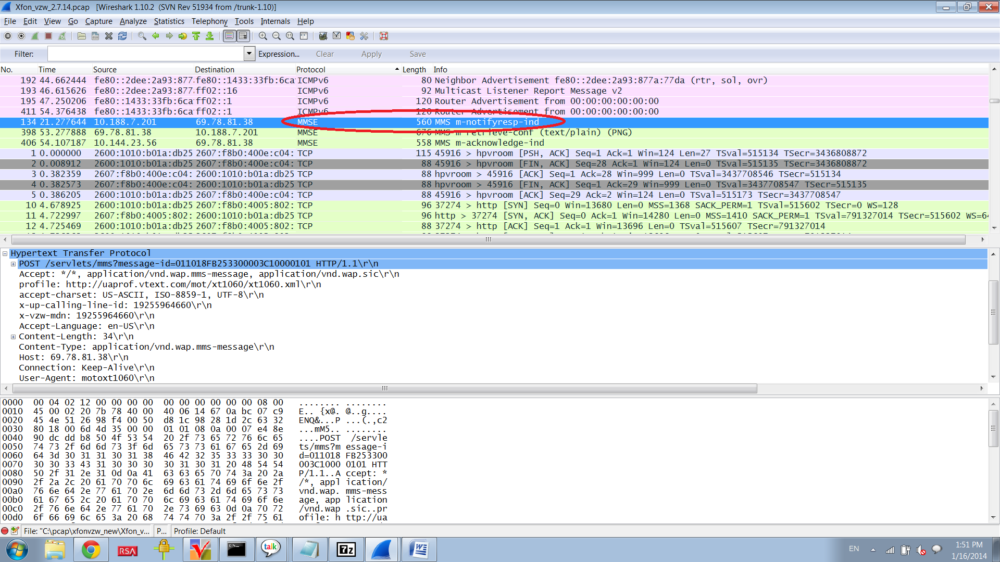 Xfon_vzw_2.7.14.pcap [Wireshark 1.10.2 (SVN Rev 51934 from /trunk-1.10)]
File Edit View Go Capture Analyze Statistics Telephony Tools Internals Help
Filter: Expression... Clear Apply Save
No. Time Source Destination Protocol Length Info
192 44.662444 fe80::2dee:2a93:877 fe80::1433:33fb:6ca ICMPv6 80 Neighbor Advertisement fe80::2dee:2a93:877a:77da (rtr, sol, ovr)
193 46.615626 fe80::2dee:2a93:877 ff02::16 ICMPv6 92 Multicast Listener Report Message v2
195 47.250206 fe80::1433:33fb:6ca ff02::1 ICMPv6 120 Router Advertisement from 00:00:00:00:00:00
411 54.376438 fe80::1433:33fb:6ca ff02::1 ICMPv6 120 Router Advertisement from 00:00:00:00:00:00
134 21.277644 10.188.7.201 69.78.81.38 MMSE 560 MMS m-notifyresp-ind
398 53.277888 69.78.81.38 10.188.7.201 MMSE 676 MMS m-retrieve-conf (text/plain) (PNG)
406 54.107187 10.144.23.56 69.78.81.38 MMSE 558 MMS m-acknowledge-ind
1 0.000000 2600:1010:b01a:db25 2607:f8b0:400e:c04: TCP 115 45916 > hpvroom [PSH, ACK] Seq=1 Ack=1 Win=124 Len=27 TSval=515134 TSecr=3436808872
2 0.008912 2600:1010:b01a:db25 2607:f8b0:400e:c04: TCP 88 45916 > hpvroom [FIN, ACK] Seq=28 Ack=1 Win=124 Len=0 TSval=515135 TSecr=3436808872
3 0.382359 2607:f8b0:400e:c04: 2600:1010:b01a:db25 TCP 88 hpvroom > 45916 [ACK] Seq=1 Ack=28 Win=999 Len=0 TSval=3437708546 TSecr=515134
4 0.382573 2607:f8b0:400e:c04: 2600:1010:b01a:db25 TCP 88 hpvroom > 45916 [FIN, ACK] Seq=1 Ack=29 Win=999 Len=0 TSval=3437708547 TSecr=515135
5 0.386205 2600:1010:b01a:db25 2607:f8b0:400e:c04: TCP 88 45916 > hpvroom [ACK] Seq=29 Ack=2 Win=124 Len=0 TSval=515173 TSecr=3437708547
10 4.678925 2600:1010:b01a:db25 2607:f8b0:4005:802: TCP 96 37274 > http [SYN] Seq=0 Win=13680 Len=0 MSS=1368 SACK_PERM=1 TSval=515602 TSecr=0 WS=128
11 4.722997 2607:f8b0:4005:802: 2600:1010:b01a:db25 TCP 96 http > 37274 [SYN, ACK] Seq=0 Ack=1 Win=14280 Len=0 MSS=1410 SACK_PERM=1 TSval=791327014 TSecr=515602 WS=64
12 4.725469 2600:1010:b01a:db25 2607:f8b0:4005:802: TCP 88 37274 > http [ACK] Seq=1 Ack=1 Win=13696 Len=0 TSval=515607 TSecr=791327014
Hypertext Transfer Protocol
POST /servlets/mms?message-id=011018FB253300003C10000101 HTTP/1.1\r\n
Accept: */*, application/vnd.wap.mms-message, application/vnd.wap.sic\r\n
profile: http://uaprof.vtext.com/mot/xt1060/xt1060.xml\r\n
accept-charset: US-ASCII, ISO-8859-1, UTF-8\r\n
x-up-calling-line-id: 19255964660\r\n
x-vzw-mdn: 19255964660\r\n
Accept-Language: en-US\r\n
Content-Length: 34\r\n
Content-Type: application/vnd.wap.mms-message\r\n
Host: 69.78.81.38\r\n
Connection: Keep-Alive\r\n
User-Agent: motoxt1060\r\n
0000 00 04 02 12 00 00 00 00 00 00 00 00 00 00 08 00 ........ ........
0010 45 00 02 20 7b 78 40 00 40 06 14 67 0a bc 07 c9 E.. {x@. @..g....
0020 45 4e 51 26 98 f4 00 50 d8 1c 98 28 1d 2c 63 32 ENQ&...P ...(.,c2
0030 80 18 00 6d 4d 35 00 00 01 01 08 0a 00 07 e4 8e ...mM5.. ........
0040 90 dc dd b8 50 4f 53 54 20 2f 73 65 72 76 6c 65 ....POST /servle
0050 74 73 2f 6d 6d 73 3f 6d 65 73 73 61 67 65 2d 69 ts/mms?m essage-i
0060 64 3d 30 31 31 30 31 38 46 42 32 35 33 33 30 30 d=011018 FB253300
0070 30 30 33 43 31 30 30 30 30 31 30 31 20 48 54 54 003C1000 0101 HTT
0080 50 2f 31 2e 31 0d 0a 41 63 63 65 70 74 3a 20 2a P/1.1..A ccept: *
0090 2f 2a 2c 20 61 70 70 6c 69 63 61 74 69 6f 6e 2f /*, appl ication/
00a0 76 6e 64 2e 77 61 70 2e 6d 6d 73 2d 6d 65 73 73 vnd.wap. mms-mess
00b0 61 67 65 2c 20 61 70 70 6c 69 63 61 74 69 6f 6e age, app lication
00c0 2f 76 6e 64 2e 77 61 70 2e 73 69 63 0d 0a 70 72 /vnd.wap .sic..pr
00d0 6f 66 69 6c 65 3a 20 68 74 74 70 3a 2f 2f 75 61 ofile: h ttp://ua
File: "C:\pcap\xfonvzw_new\Xfon_v... P... Profile: Default
RSA talk 7z EN 1:51 PM
1/16/2014